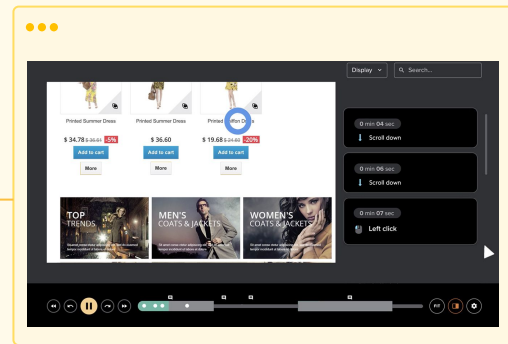 Display
Search...
Printed Summer Dress
Printed Summer Dress
Printed Chiffon Dress
$ 34.78 $ 36.61 -5%
$ 36.60
$ 19.68 $ 24.60 -20%
Add to cart
Add to cart
Add to cart
More
More
More
TOP
TRENDS
MEN'S
COATS & JACKETS
WOMEN'S
COATS & JACKETS
0 min 04 sec
Scroll down
0 min 06 sec
Scroll down
0 min 07 sec
Left click
FIT